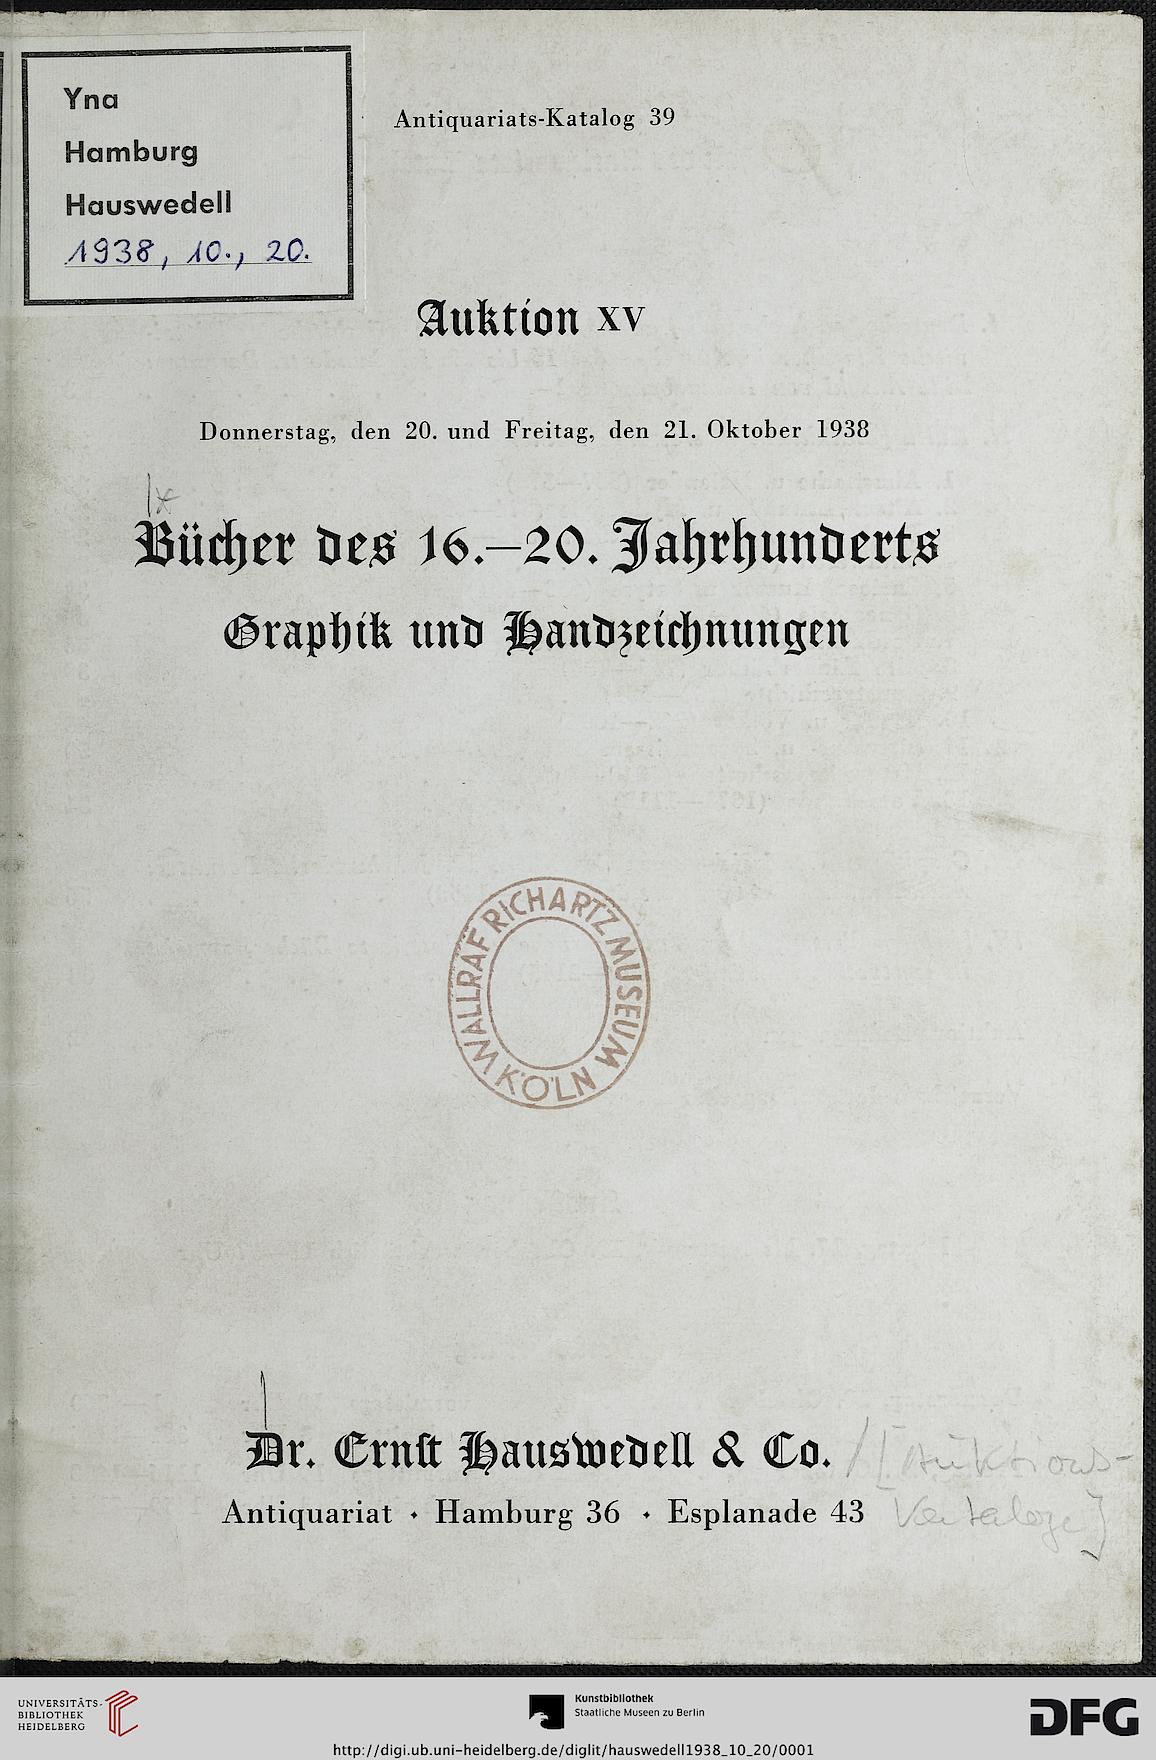 Yna
Hamburg
Hauswedell
1938, 10., 20.
Antiquariats-Katalog 39
Auktion XV
Donnerstag, den 20. und Freitag, den 21. Oktober 1938
Bücher des 16.—20. Jahrhunderts
Graphik und Handzeichnungen
WALLRAF RICHARTZ MUSEUM KÖLN
Dr. Ernst Hauswedell & Co. /[Auktions-
Antiquariat · Hamburg 36 · Esplanade 43
Kataloge]
UNIVERSITÄTS-
BIBLIOTHEK
HEIDELBERG
Kunstbibliothek
Staatliche Museen zu Berlin
DFG
http://digi.ub.uni-heidelberg.de/diglit/hauswedell1938_10_20/0001